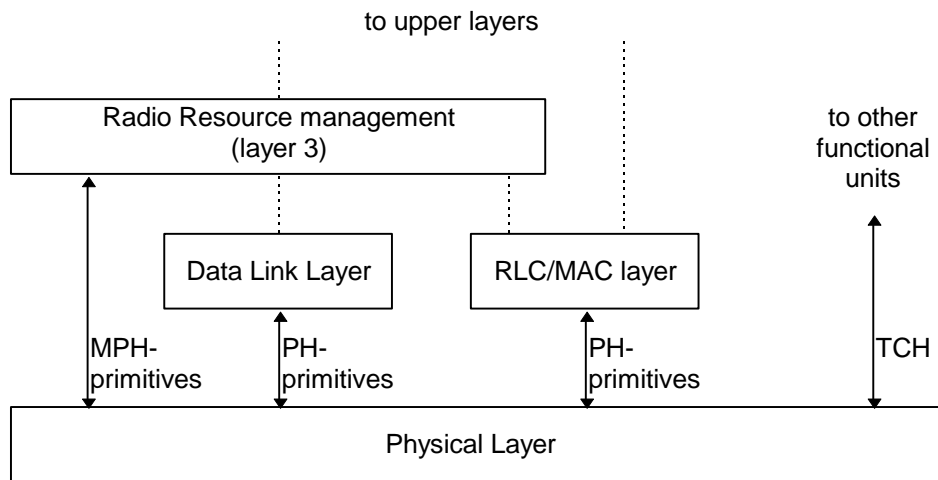 to upper layers
Radio Resource management
(layer 3)
to other
functional
units
Data Link Layer
RLC/MAC layer
MPH-
primitives
PH-
primitives
PH-
primitives
TCH
Physical Layer